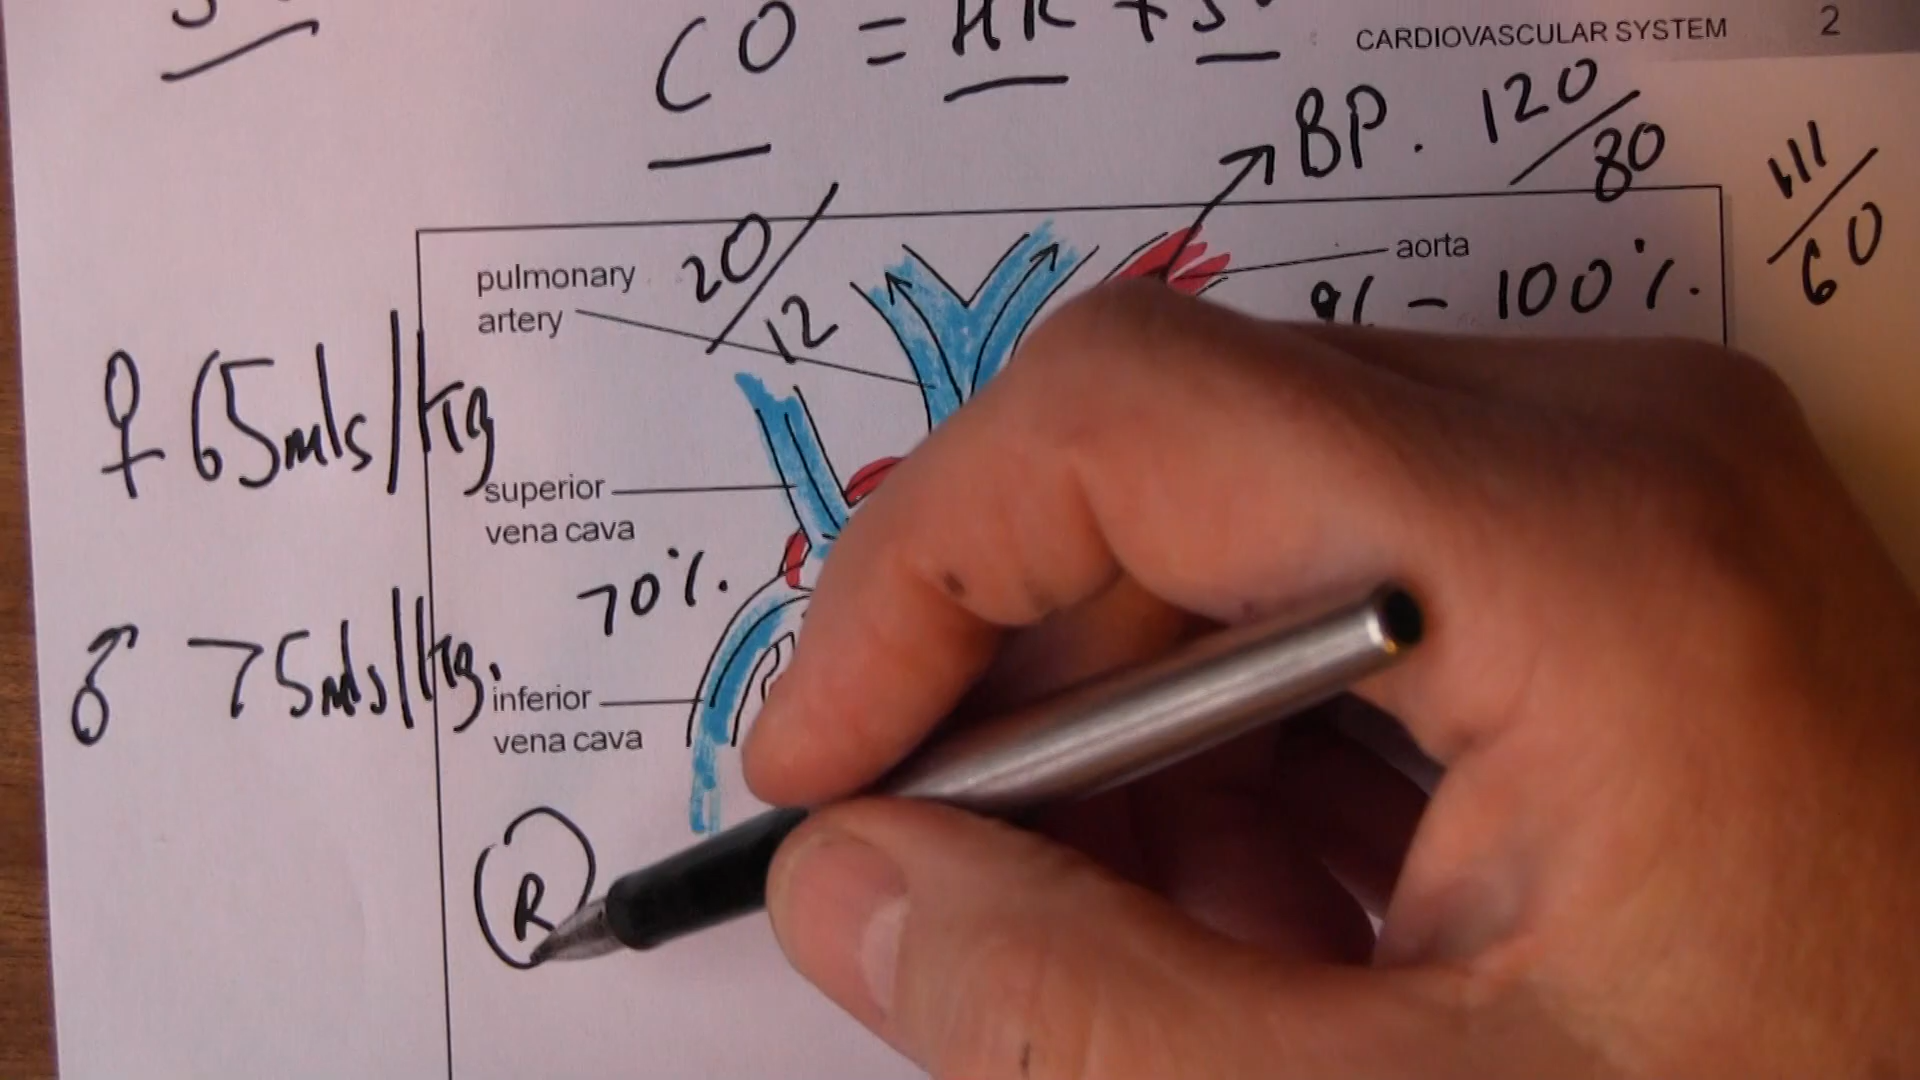 CO = HR +
CARDIOVASCULAR SYSTEM 2
BP. 120/80
111/60
pulmonary
artery
20/12
aorta
- 100%.
♀ 65mls/kg
superior
vena cava
70%.
♂ 75mls/kg.
inferior
vena cava
R